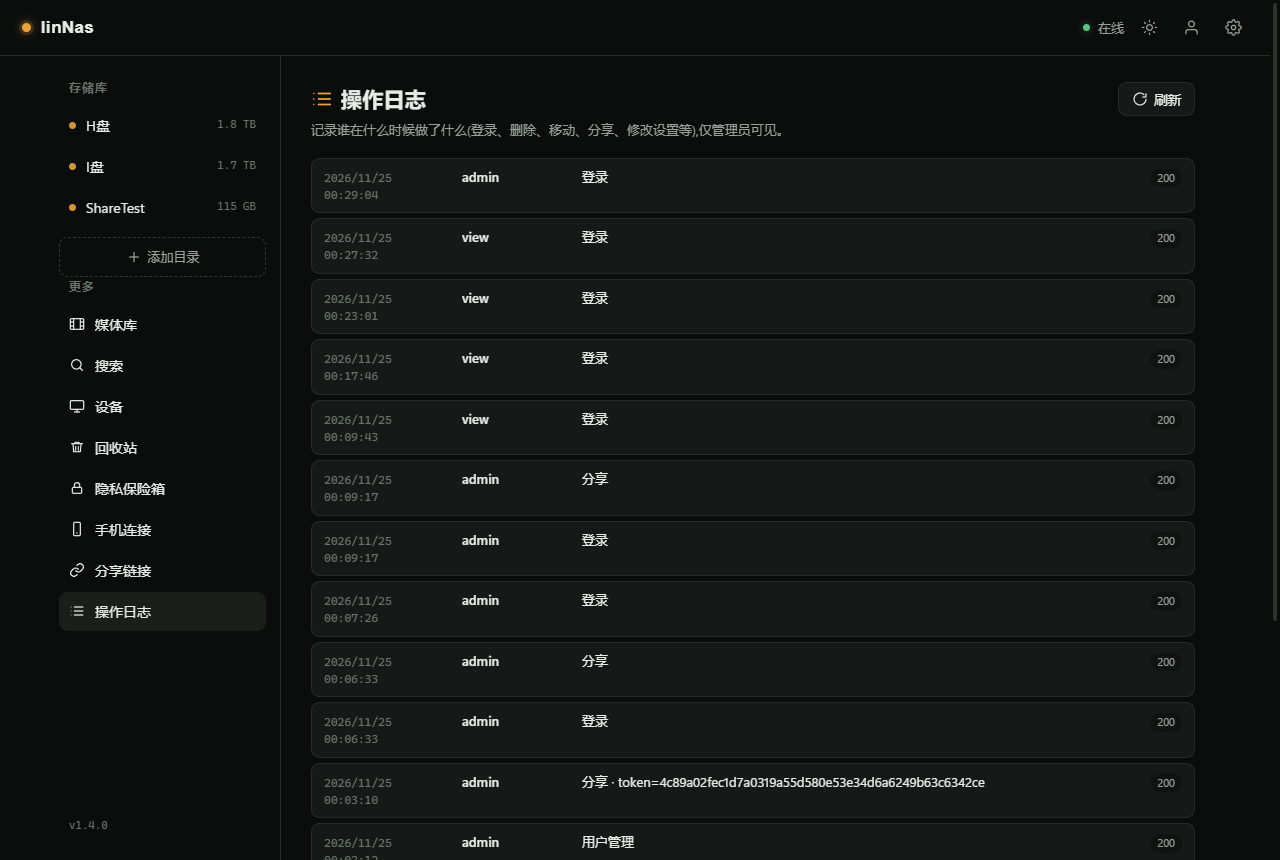 linNas
在线
存储库
H盘 1.8 TB
I盘 1.7 TB
ShareTest 115 GB
+ 添加目录
更多
媒体库
搜索
设备
回收站
隐私保险箱
手机连接
分享链接
操作日志
v1.4.0
操作日志
刷新
记录谁在什么时候做了什么(登录、删除、移动、分享、修改设置等),仅管理员可见。
2026/11/25 admin 登录 200
00:29:04
2026/11/25 view 登录 200
00:27:32
2026/11/25 view 登录 200
00:23:01
2026/11/25 view 登录 200
00:17:46
2026/11/25 view 登录 200
00:09:43
2026/11/25 admin 分享 200
00:09:17
2026/11/25 admin 登录 200
00:09:17
2026/11/25 admin 登录 200
00:07:26
2026/11/25 admin 分享 200
00:06:33
2026/11/25 admin 登录 200
00:06:33
2026/11/25 admin 分享 · token=4c89a02fec1d7a0319a55d580e53e34d6a6249b63c6342ce 200
00:03:10
2026/11/25 admin 用户管理 200